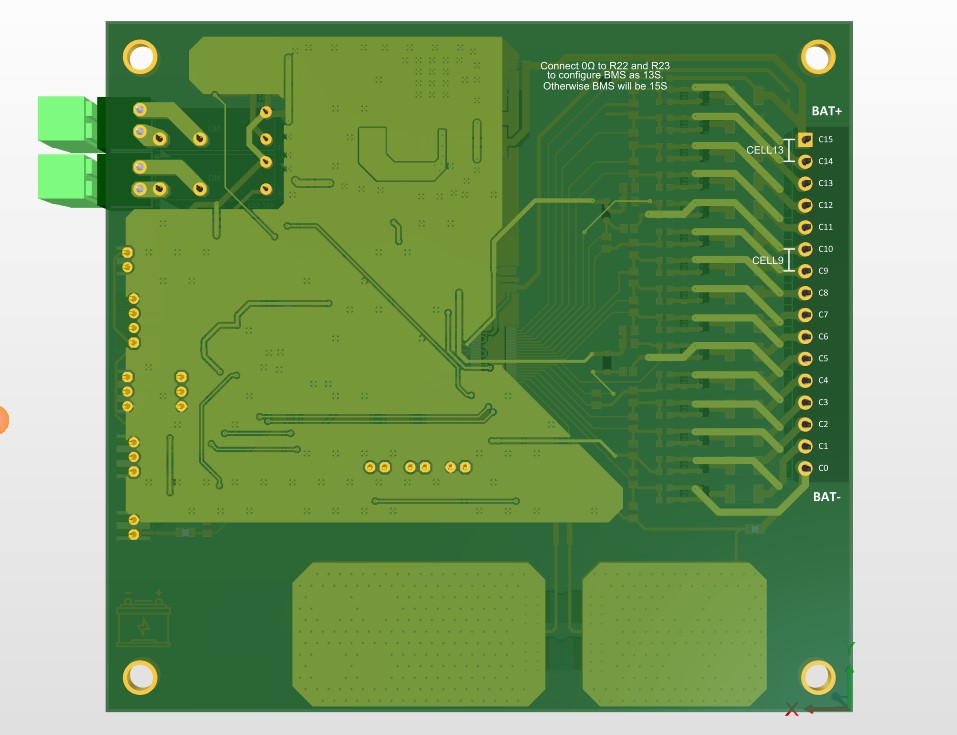 Connect 0Ω to R22 and R23
to configure BMS as 13S.
Otherwise BMS will be 15S
BAT+
C15
CELL13
C14
C13
C12
C11
C10
CELL9
C9
C8
C7
C6
C5
C4
C3
C2
C1
C0
BAT-
Y
X